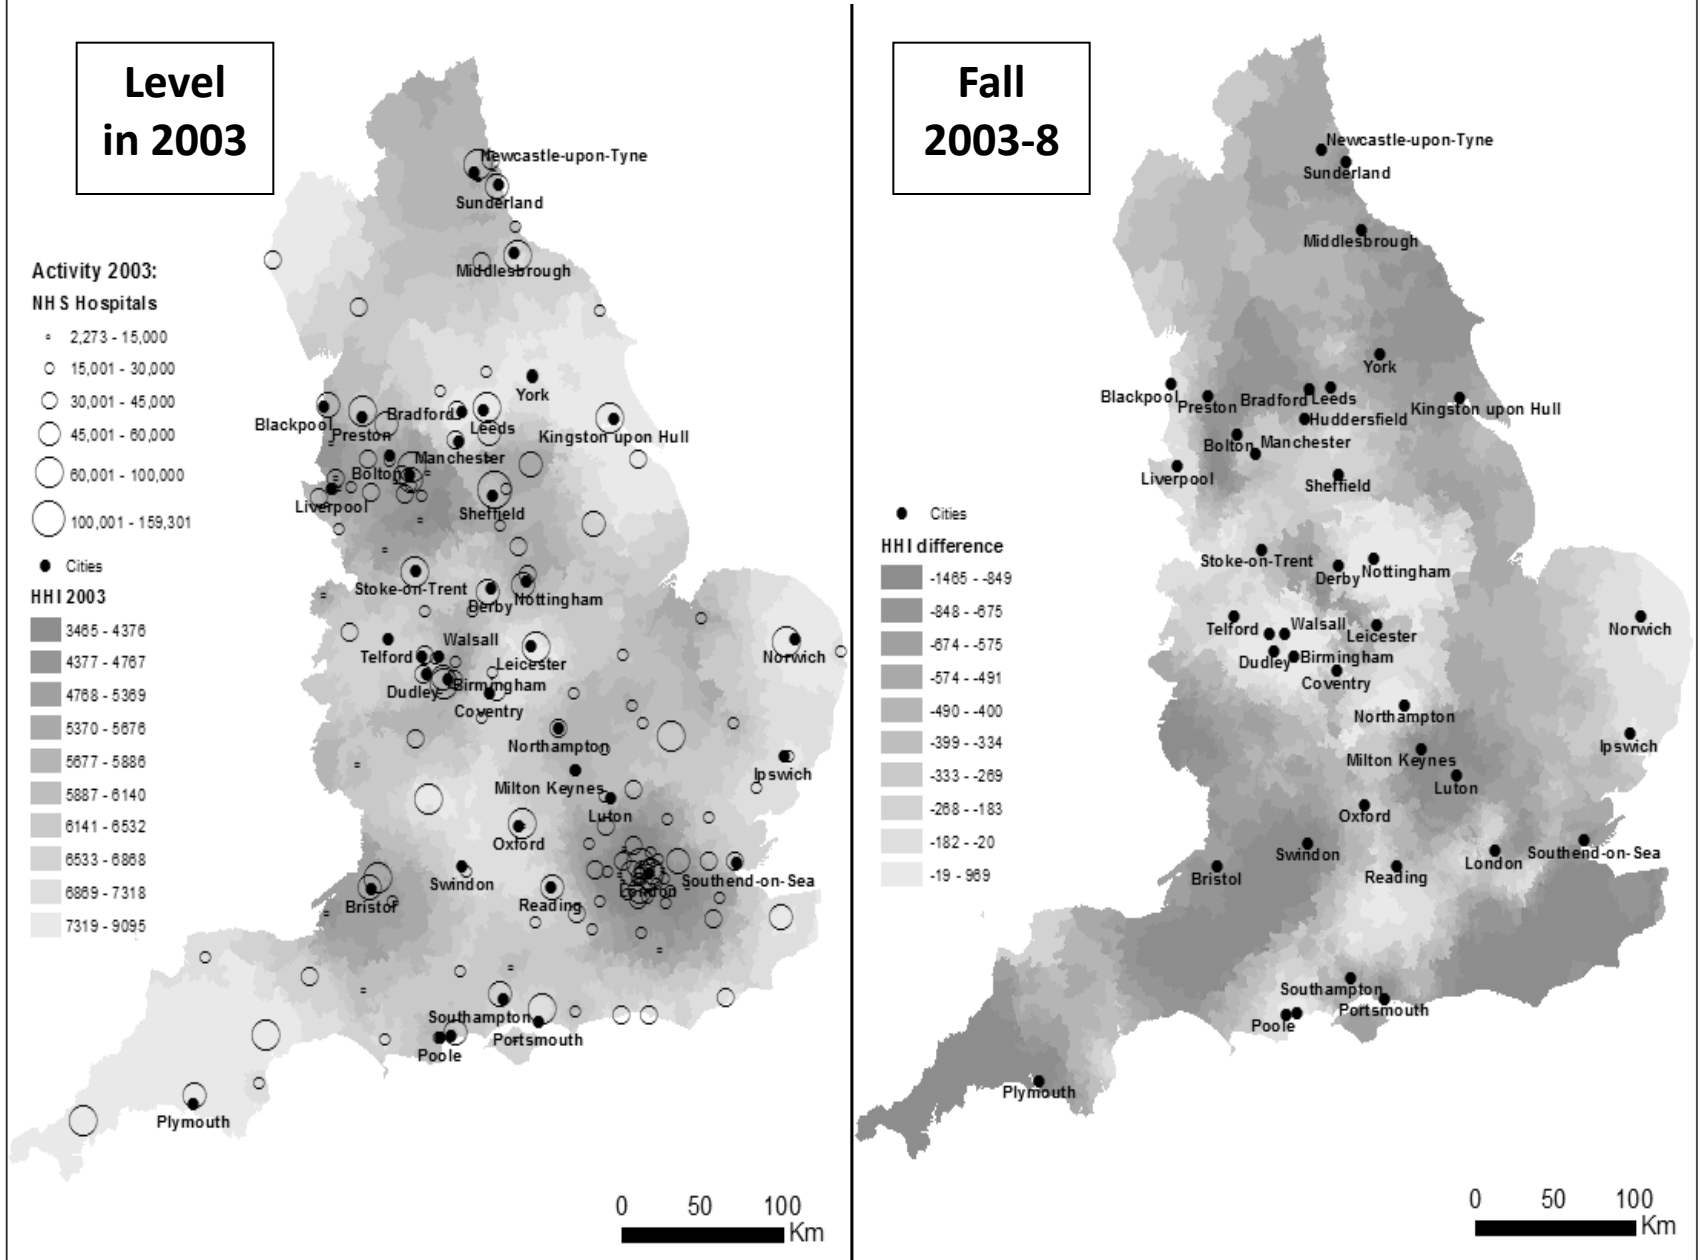 Level
in 2003
Activity 2003:
NHS Hospitals
2,273 - 15,000
15,001 - 30,000
30,001 - 45,000
45,001 - 60,000
60,001 - 100,000
100,001 - 159,301
Cities
HHI 2003
3465 - 4376
4377 - 4767
4768 - 5369
5370 - 5676
5677 - 5886
5887 - 6140
6141 - 6532
6533 - 6868
6869 - 7318
7319 - 9095
Newcastle-upon-Tyne
Sunderland
Middlesbrough
York
Blackpool
Preston
Bradford
Leeds
Kingston upon Hull
Manchester
Bolton
Liverpool
Sheffield
Stoke-on-Trent
Derby
Nottingham
Walsall
Telford
Leicester
Norwich
Dudley
Birmingham
Coventry
Northampton
Ipswich
Milton Keynes
Luton
Oxford
Swindon
London
Southend-on-Sea
Bristol
Reading
Southampton
Portsmouth
Poole
Plymouth
0 50 100
Km
Fall
2003-8
Cities
HHI difference
-1465 - -849
-848 - -675
-674 - -575
-574 - -491
-490 - -400
-399 - -334
-333 - -269
-268 - -183
-182 - -20
-19 - 969
Newcastle-upon-Tyne
Sunderland
Middlesbrough
York
Blackpool
Preston
Bradford
Leeds
Kingston upon Hull
Huddersfield
Bolton
Manchester
Liverpool
Sheffield
Stoke-on-Trent
Derby
Nottingham
Telford
Walsall
Leicester
Norwich
Dudley
Birmingham
Coventry
Northampton
Ipswich
Milton Keynes
Luton
Oxford
Swindon
London
Southend-on-Sea
Bristol
Reading
Southampton
Portsmouth
Poole
Plymouth
0 50 100
Km